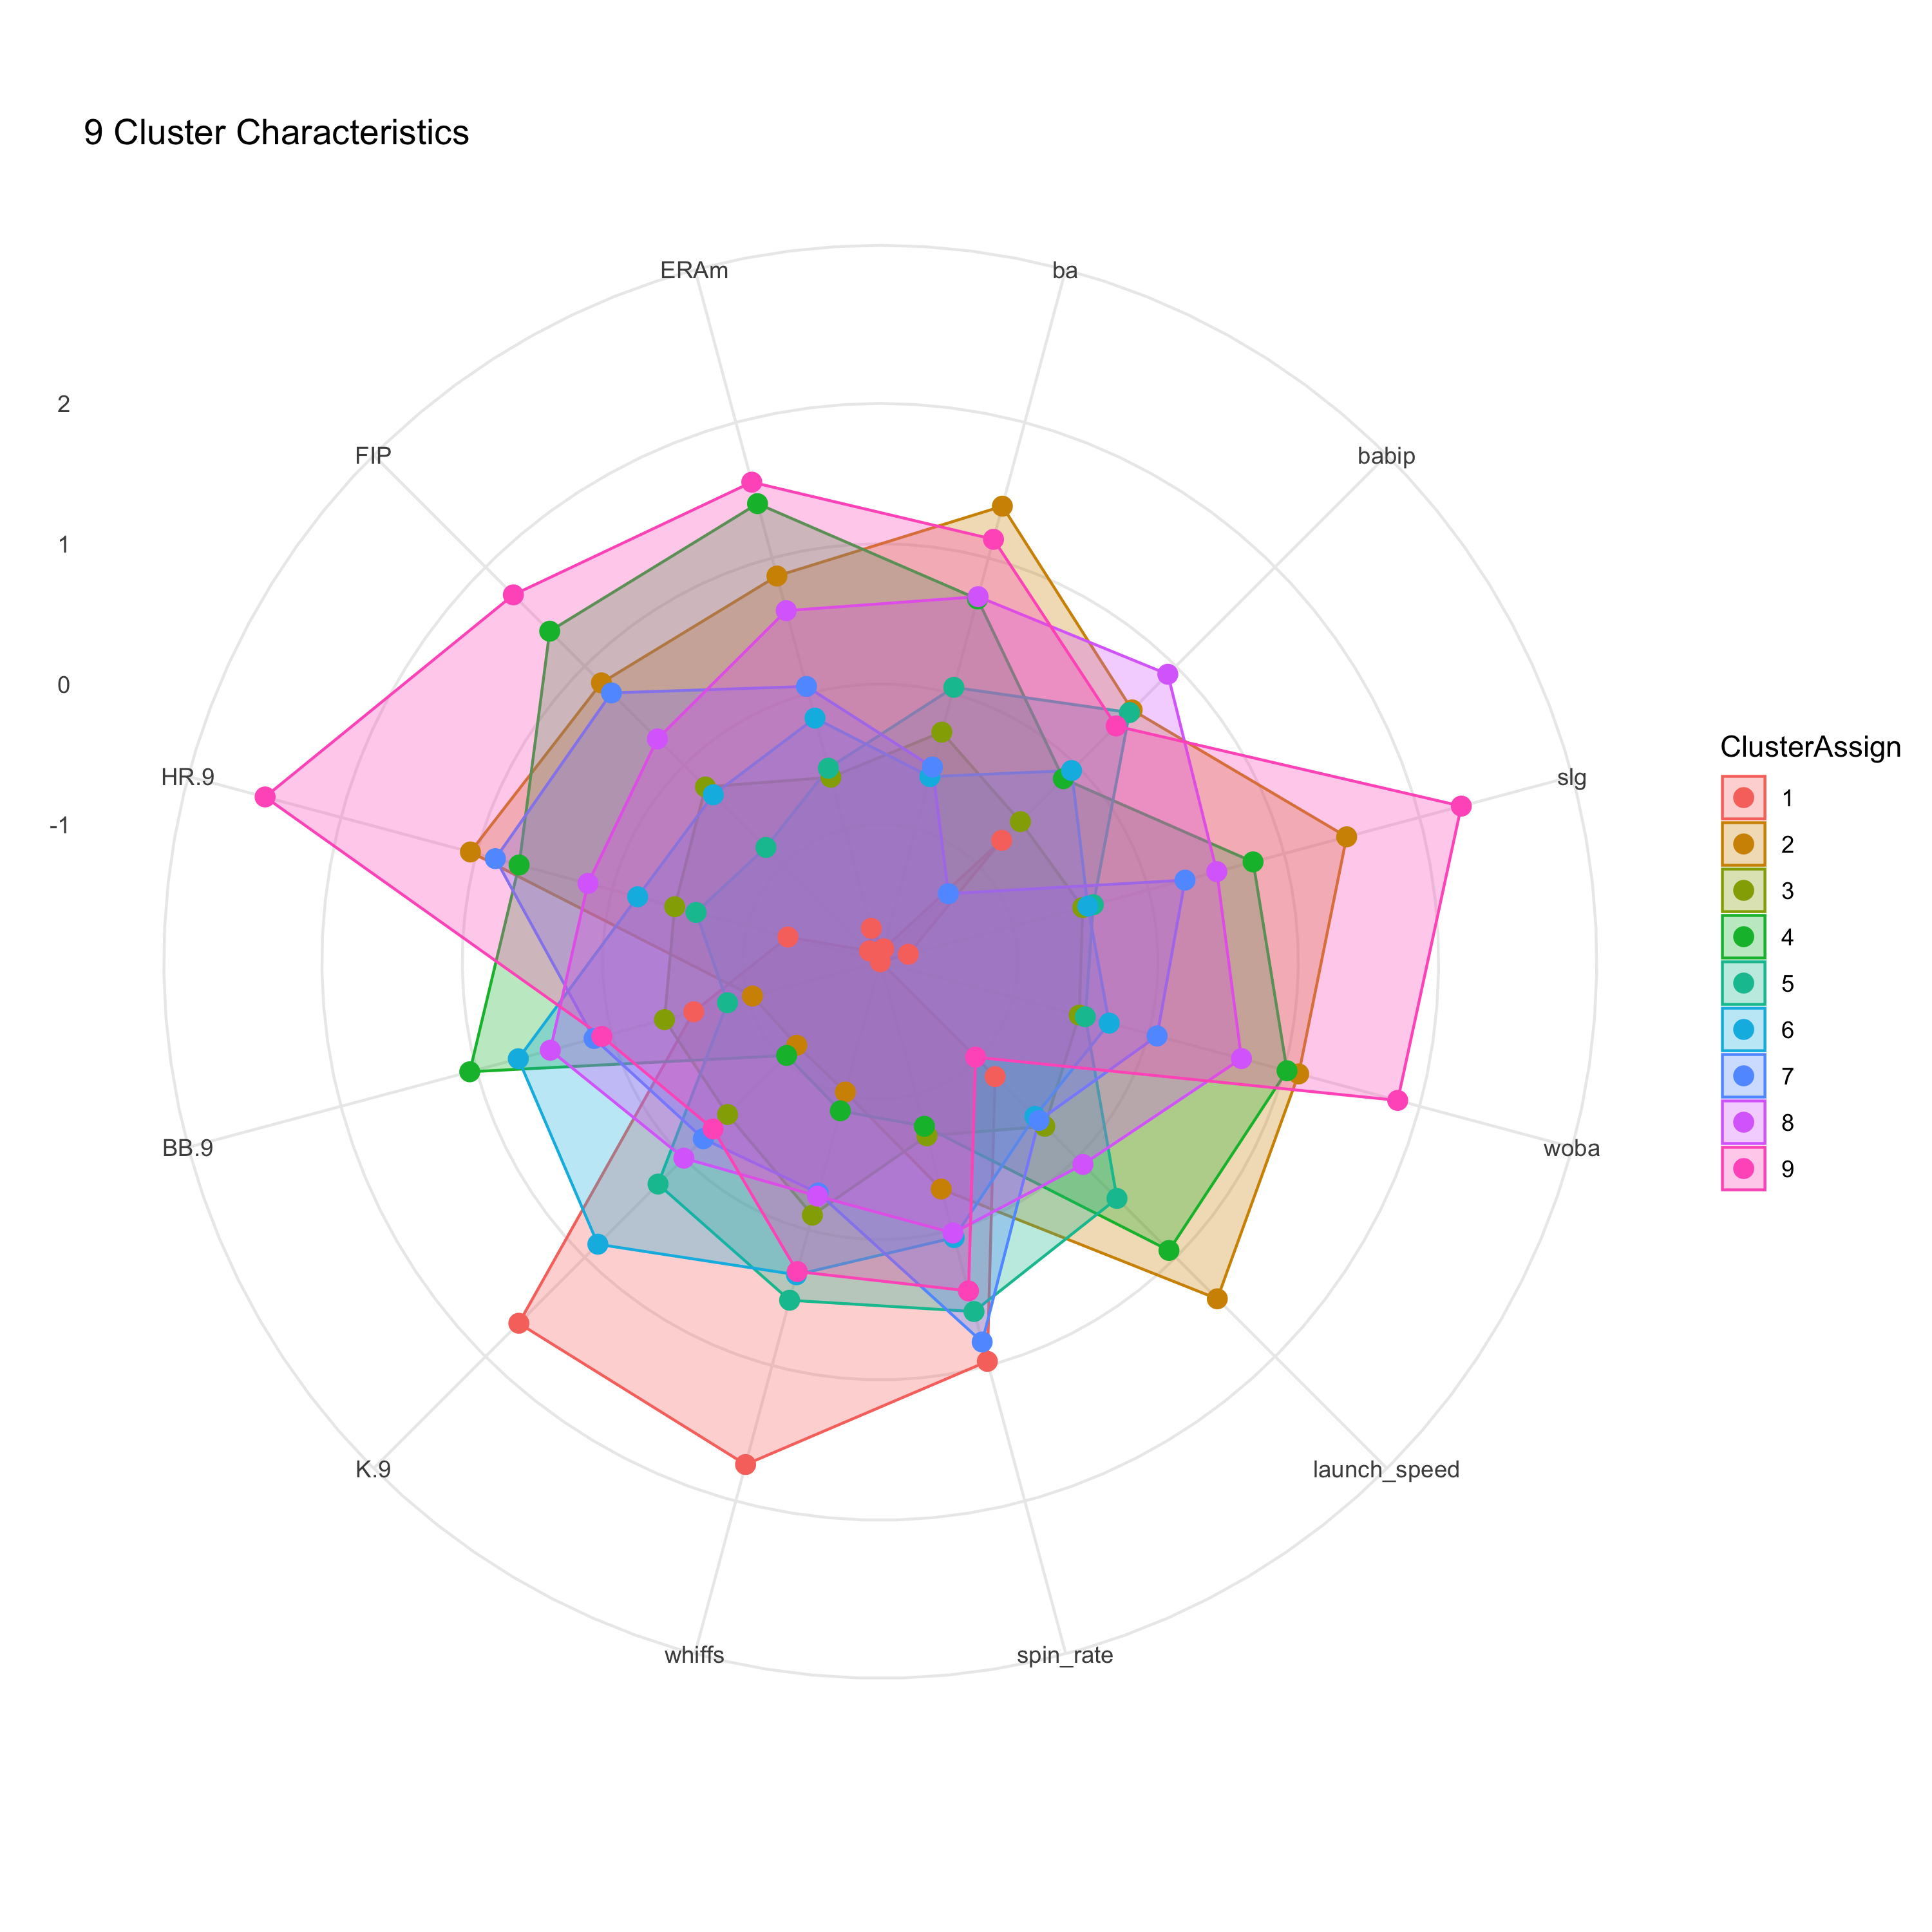 9 Cluster Characteristics
ERAm
ba
2
FIP
babip
1
0
HR.9
slg
-1
BB.9
woba
K.9
launch_speed
whiffs
spin_rate
ClusterAssign
1
2
3
4
5
6
7
8
9